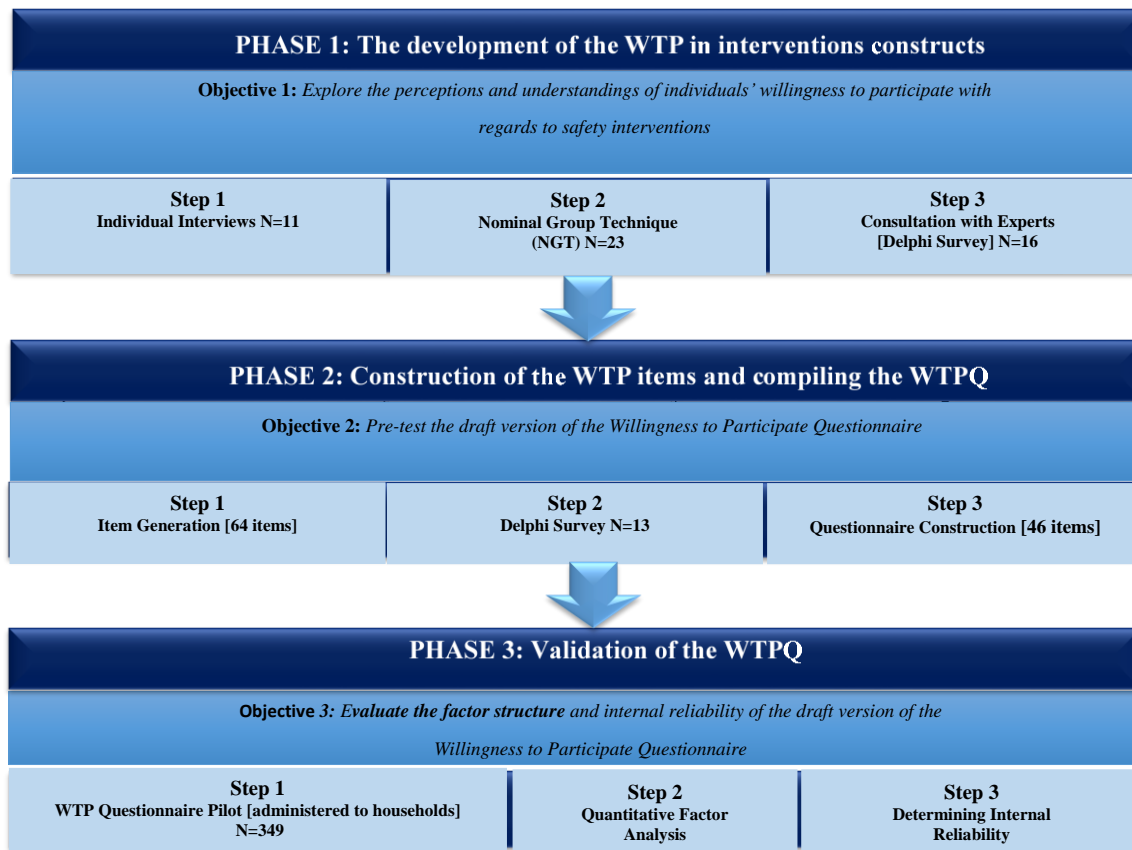 PHASE 1: The development of the WTP in interventions constructs
Objective 1: Explore the perceptions and understandings of individuals’ willingness to participate with
regards to safety interventions
Step 1
Individual Interviews N=11
Step 2
Nominal Group Technique
(NGT) N=23
Step 3
Consultation with Experts
[Delphi Survey] N=16
PHASE 2: Construction of the WTP items and compiling the WTPQ
Objective 2: Pre-test the draft version of the Willingness to Participate Questionnaire
Step 1
Item Generation [64 items]
Step 2
Delphi Survey N=13
Step 3
Questionnaire Construction [46 items]
PHASE 3: Validation of the WTPQ
Objective 3: Evaluate the factor structure and internal reliability of the draft version of the
Willingness to Participate Questionnaire
Step 1
WTP Questionnaire Pilot [administered to households]
N=349
Step 2
Quantitative Factor
Analysis
Step 3
Determining Internal
Reliability